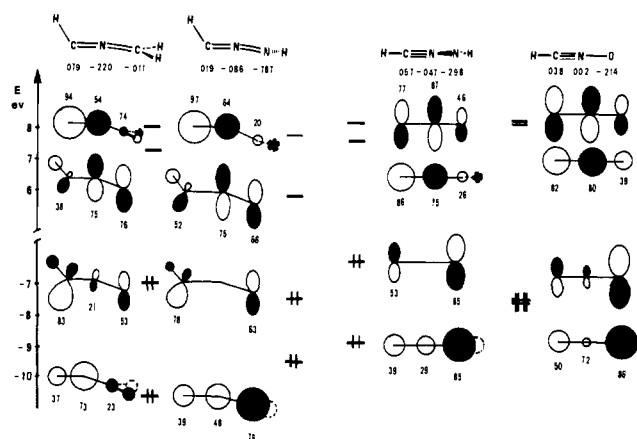 H H H H
C=N=C H C=N=N H H-C≡N-N-H H-C≡N-O
079 -220 -011 019 -086 -787 057 -047 -298 038 002 -214
E
ev
94 54 74 97 64 20 77 87 46
8
6
38 75 76 52 75 66 86 75 26 82 80 39
-7
83 21 53 78 63 53 85
-8
-9
-10
37 73 23 39 48 39 29 85 50 72 86